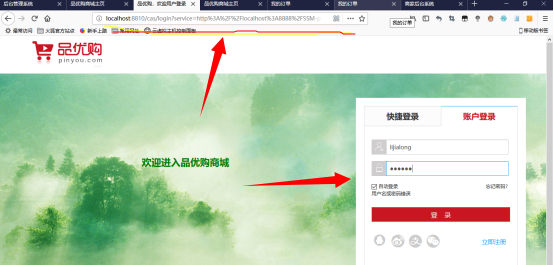 后台管理系统
品优购商城主页
品优购，欢迎用户登录
品优购商城主页
我的订单
我的订单
商家后台系统
localhost:8810/cas/login?service=http%3A%2F%2Flocalhost%3A8888%2FSSM-
我的订单
最常访问
火狐官方站点
新手上路
常用网址
移动版书签
品优购
pinyou.com
欢迎进入品优购商城
快捷登录
账户登录
lijialong
••••••
自动登录
忘记密码?
用户名或密码错误
登 录
立即注册